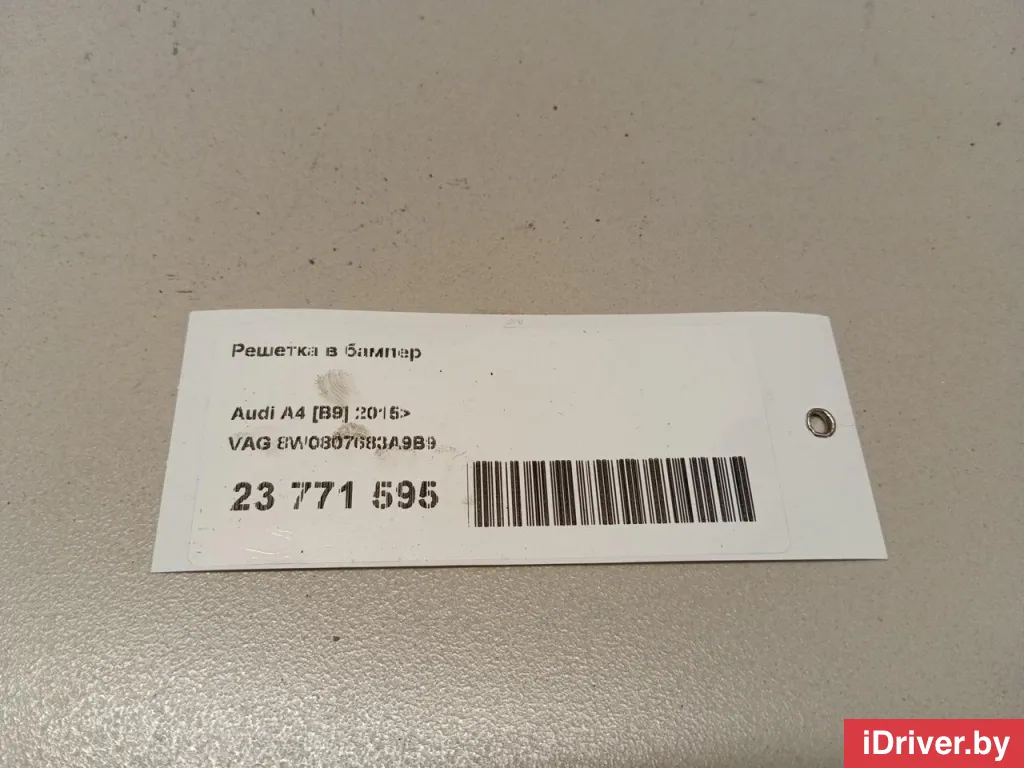 Решетка в бампер
Audi A4 [B9] 2015>
VAG 8W0807683A9B9
23 771 595
iDriver.by